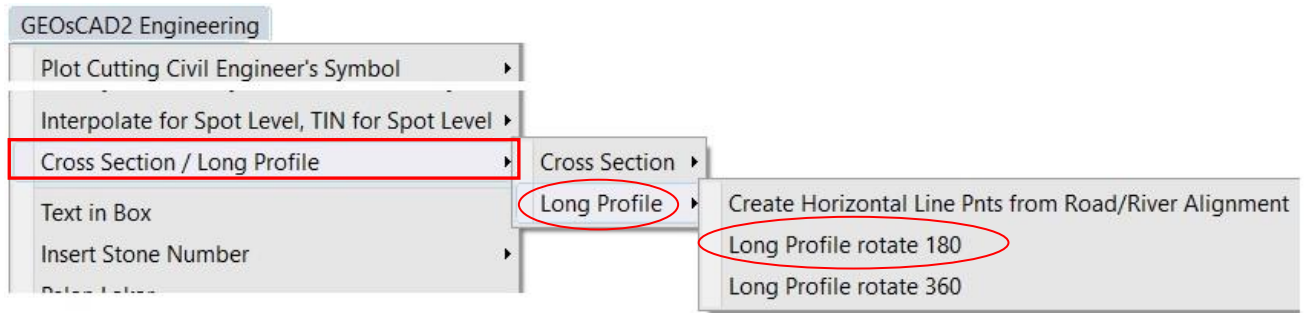 GEOsCAD2 Engineering
Plot Cutting Civil Engineer's Symbol
Interpolate for Spot Level, TIN for Spot Level
Cross Section / Long Profile
Text in Box
Insert Stone Number
Cross Section
Long Profile
Create Horizontal Line Pnts from Road/River Alignment
Long Profile rotate 180
Long Profile rotate 360